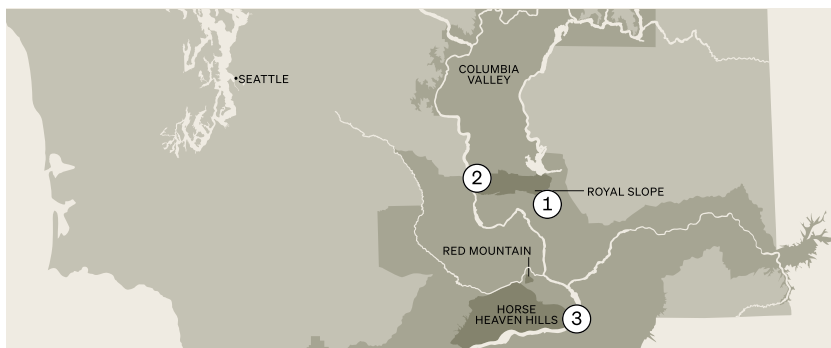 COLUMBIA
VALLEY
•SEATTLE
2
ROYAL SLOPE
1
RED MOUNTAIN
HORSE
HEAVEN HILLS
3